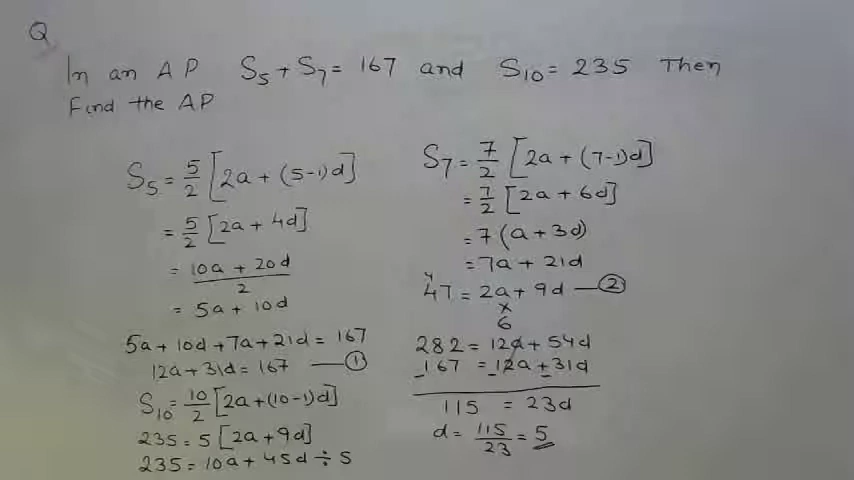 Q
In an AP S5 + S7 = 167 and S10 = 235 Then
Find the AP
S5 = 5/2 [2a + (5-1)d]
= 5/2 [2a + 4d]
= 10a + 20d / 2
= 5a + 10d
5a + 10d + 7a + 21d = 167
12a + 31d = 167 — ①
S10 = 10/2 [2a + (10-1)d]
235 = 5 [2a + 9d]
235 = 10a + 45d ÷ 5
S7 = 7/2 [2a + (7-1)d]
= 7/2 [2a + 6d]
= 7 (a + 3d)
= 7a + 21d
47 = 2a + 9d — ②
x
6
282 = 12a + 54d
-167 = -12a + 31d
-
115 = 23d
d = 115/23 = 5